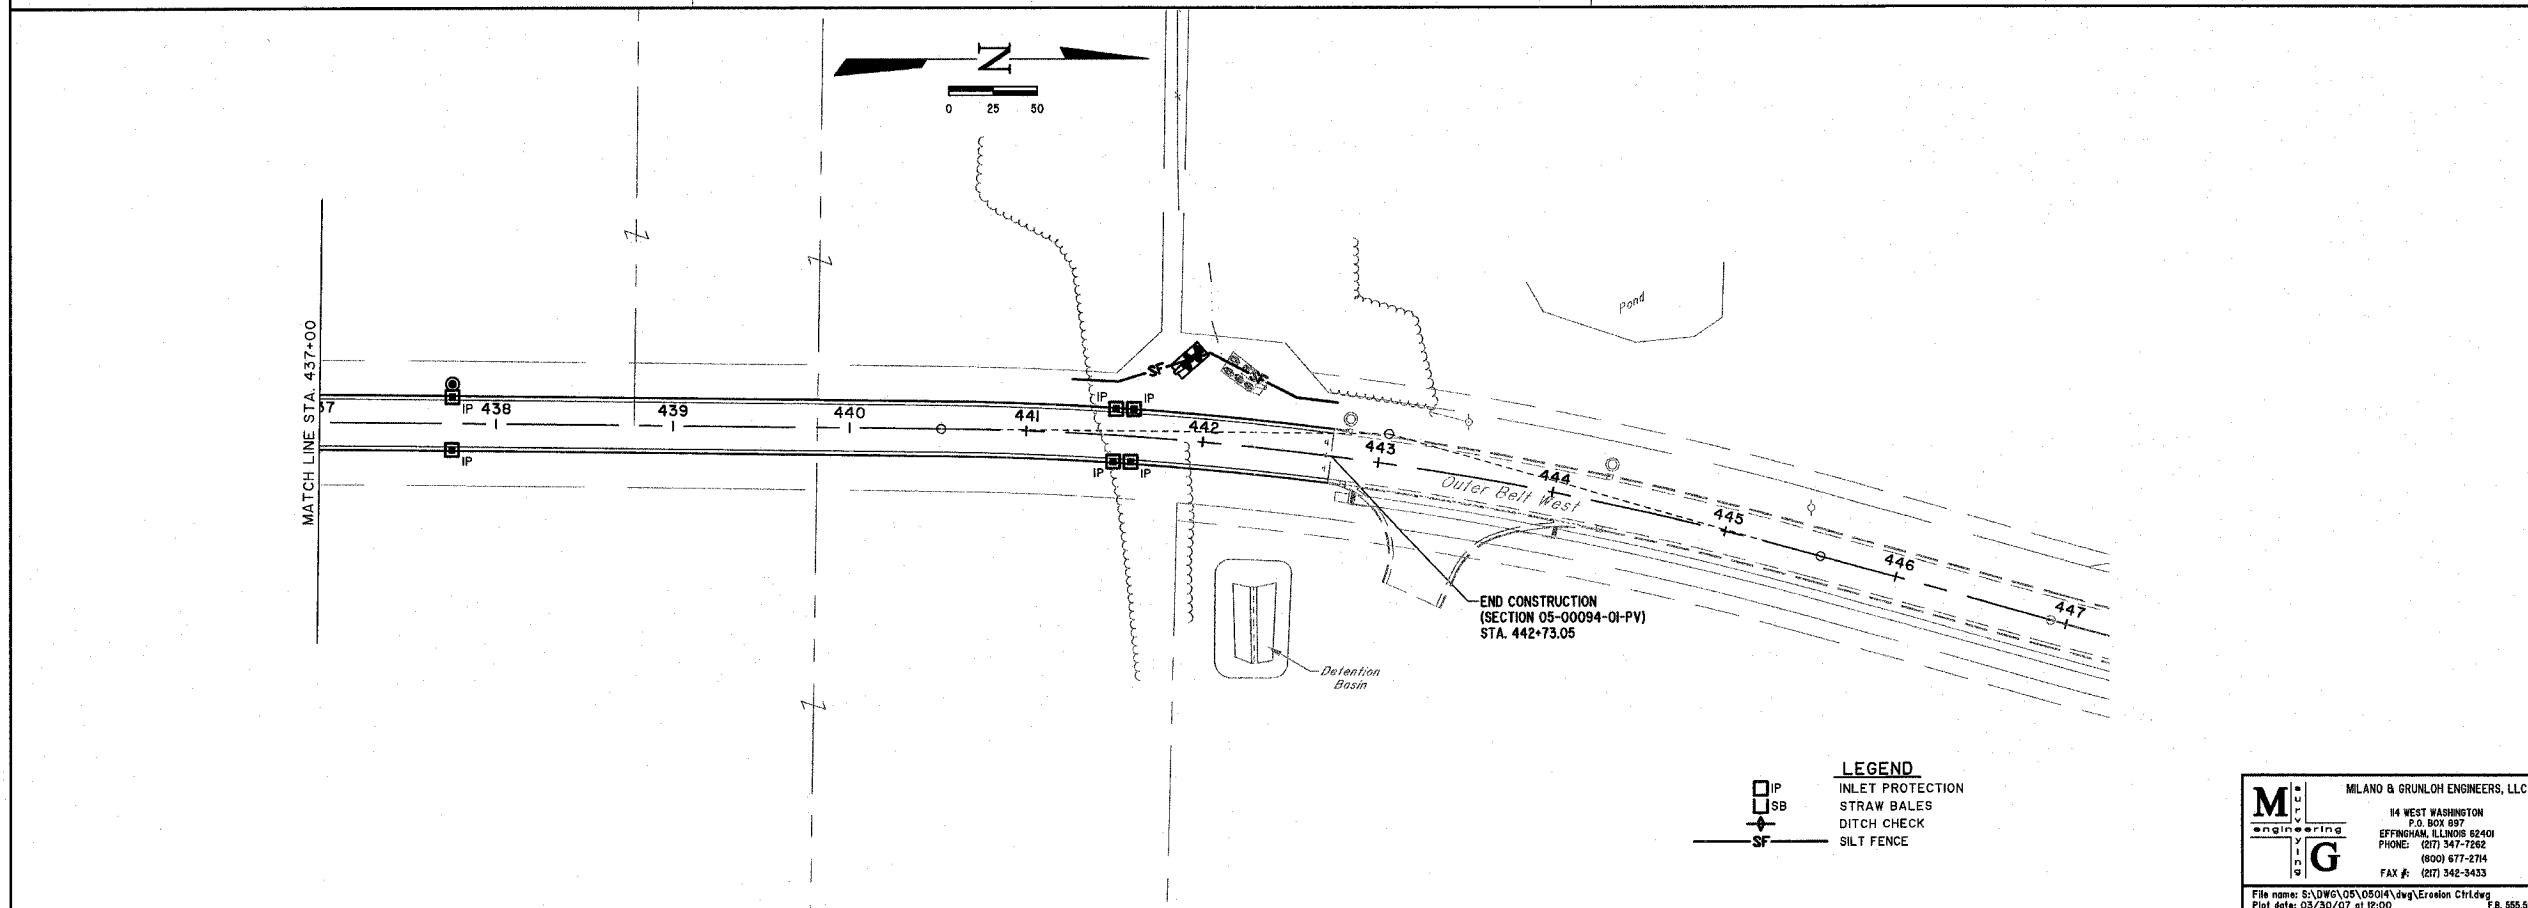 N
0 25 50
Pond
MATCH LINE STA. 437+00
37 438 439 440 441 442 443 444 445 446 447
IP
IP
IP
IP
IP
IP
SF
Outer Belt West
END CONSTRUCTION
(SECTION 05-00094-01-PV)
STA. 442+73.05
Detention
Basin
LEGEND
IP INLET PROTECTION
SB STRAW BALES
DITCH CHECK
SF SILT FENCE
M G
surveying
engineering
MILANO & GRUNLOH ENGINEERS, LLC
114 WEST WASHINGTON
P.O. BOX 897
EFFINGHAM, ILLINOIS 62401
PHONE: (217) 347-7262
(800) 677-2714
FAX #: (217) 342-3433
File name: S:\DWG\05\05014\dwg\Erosion Ctrl.dwg
Plot date: 03/30/07 at 12:00 F.B. 555,5